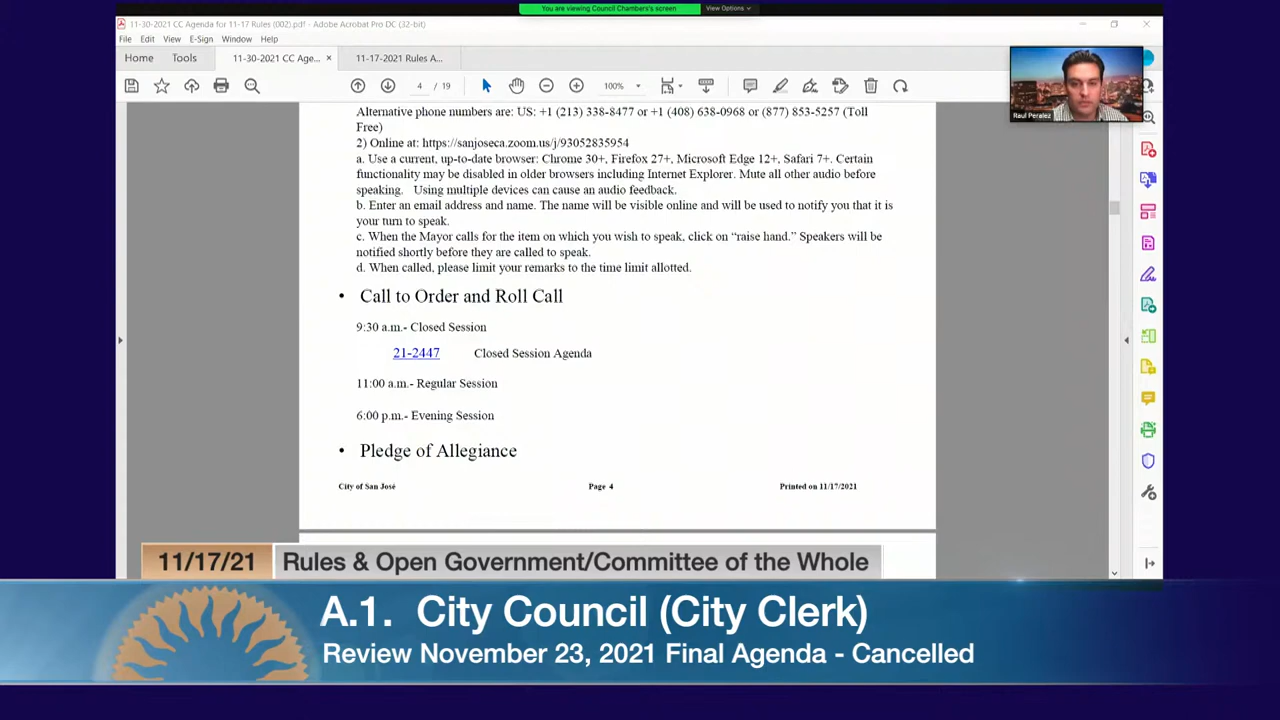 You are viewing Council Chambers's screen
View Options
11-30-2021 CC Agenda for 11-17 Rules (002).pdf - Adobe Acrobat Pro DC (32-bit)
File Edit View E-Sign Window Help
Home Tools 11-30-2021 CC Age... × 11-17-2021 Rules A...
4 / 19 100%
Raul Peralez
Alternative phone numbers are: US: +1 (213) 338-8477 or +1 (408) 638-0968 or (877) 853-5257 (Toll
Free)
2) Online at: https://sanjoseca.zoom.us/j/93052835954
a. Use a current, up-to-date browser: Chrome 30+, Firefox 27+, Microsoft Edge 12+, Safari 7+. Certain
functionality may be disabled in older browsers including Internet Explorer. Mute all other audio before
speaking. Using multiple devices can cause an audio feedback.
b. Enter an email address and name. The name will be visible online and will be used to notify you that it is
your turn to speak.
c. When the Mayor calls for the item on which you wish to speak, click on “raise hand.” Speakers will be
notified shortly before they are called to speak.
d. When called, please limit your remarks to the time limit allotted.
• Call to Order and Roll Call
9:30 a.m.- Closed Session
21-2447 Closed Session Agenda
11:00 a.m.- Regular Session
6:00 p.m.- Evening Session
• Pledge of Allegiance
City of San José Page 4 Printed on 11/17/2021
11/17/21 Rules & Open Government/Committee of the Whole
A.1. City Council (City Clerk)
Review November 23, 2021 Final Agenda - Cancelled